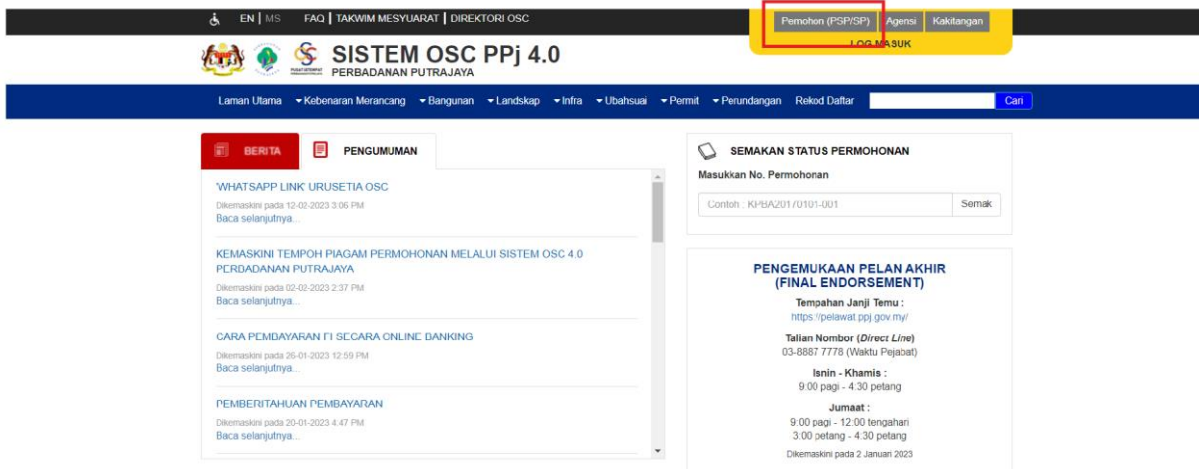 EN | MS FAQ | TAKWIM MESYUARAT | DIREKTORI OSC
Pemohon (PSP/SP) Agensi Kakitangan
LOG MASUK
SISTEM OSC PPj 4.0
PERBADANAN PUTRAJAYA
Laman Utama Kebenaran Merancang Bangunan Landskap Infra Ubahsuai Permit Perundangan Rekod Daftar Cari
BERITA PENGUMUMAN
'WHATSAPP LINK' URUSETIA OSC
Dikemaskini pada 12-02-2023 3:06 PM
Baca selanjutnya...
KEMASKINI TEMPOH PIAGAM PERMOHONAN MELALUI SISTEM OSC 4.0
PERBADANAN PUTRAJAYA
Dikemaskini pada 02-02-2023 2:37 PM
Baca selanjutnya...
CARA PEMBAYARAN FI SECARA ONLINE BANKING
Dikemaskini pada 26-01-2023 12:59 PM
Baca selanjutnya...
PEMBERITAHUAN PEMBAYARAN
Dikemaskini pada 20-01-2023 4:47 PM
Baca selanjutnya...
SEMAKAN STATUS PERMOHONAN
Masukkan No. Permohonan
Contoh : KPBA20170101-001 Semak
PENGEMUKAAN PELAN AKHIR
(FINAL ENDORSEMENT)
Tempahan Janji Temu :
https://pelawat.ppj.gov.my/
Talian Nombor (Direct Line)
03-8887 7778 (Waktu Pejabat)
Isnin - Khamis :
9:00 pagi - 4:30 petang
Jumaat :
9:00 pagi - 12:00 tengahari
3:00 petang - 4:30 petang
Dikemaskini pada 2 Januari 2023